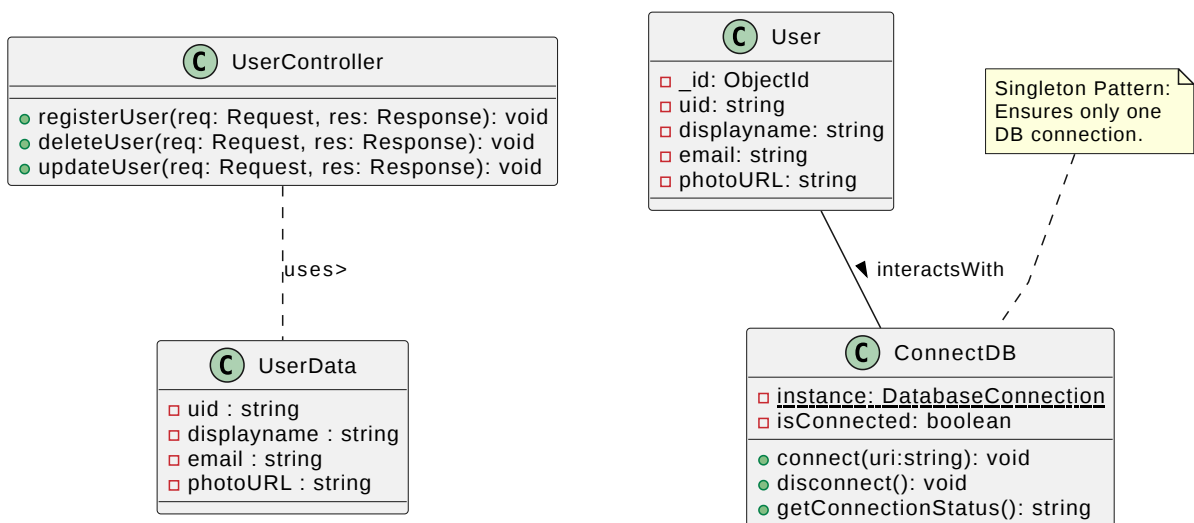 C UserController
registerUser(req: Request, res: Response): void
deleteUser(req: Request, res: Response): void
updateUser(req: Request, res: Response): void
uses>
C UserData
uid : string
displayname : string
email : string
photoURL : string
C User
_id: ObjectId
uid: string
displayname: string
email: string
photoURL: string
Singleton Pattern:
Ensures only one
DB connection.
interactsWith
C ConnectDB
instance: DatabaseConnection
isConnected: boolean
connect(uri:string): void
disconnect(): void
getConnectionStatus(): string